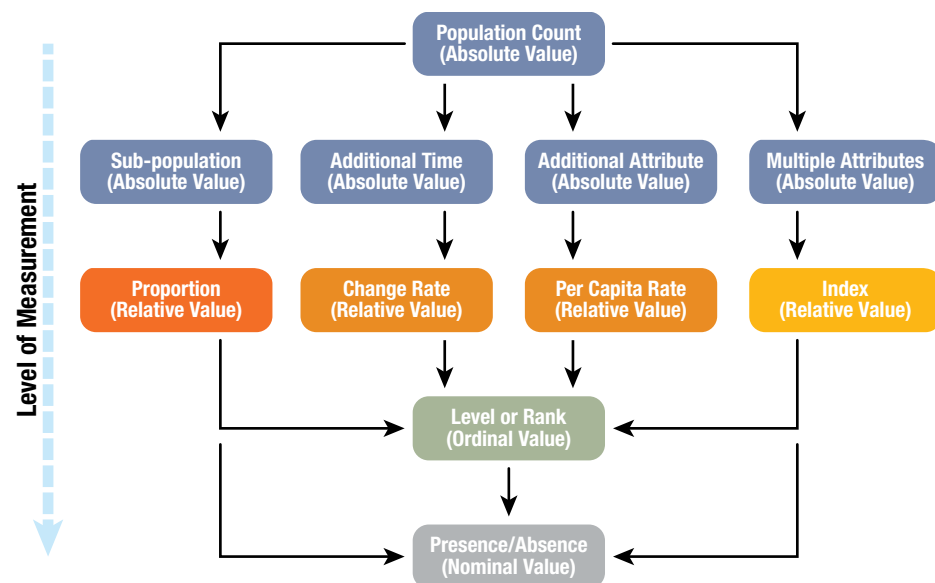 Population Count
(Absolute Value)
Sub-population
(Absolute Value)
Additional Time
(Absolute Value)
Additional Attribute
(Absolute Value)
Multiple Attributes
(Absolute Value)
Level of Measurement
Proportion
(Relative Value)
Change Rate
(Relative Value)
Per Capita Rate
(Relative Value)
Index
(Relative Value)
Level or Rank
(Ordinal Value)
Presence/Absence
(Nominal Value)